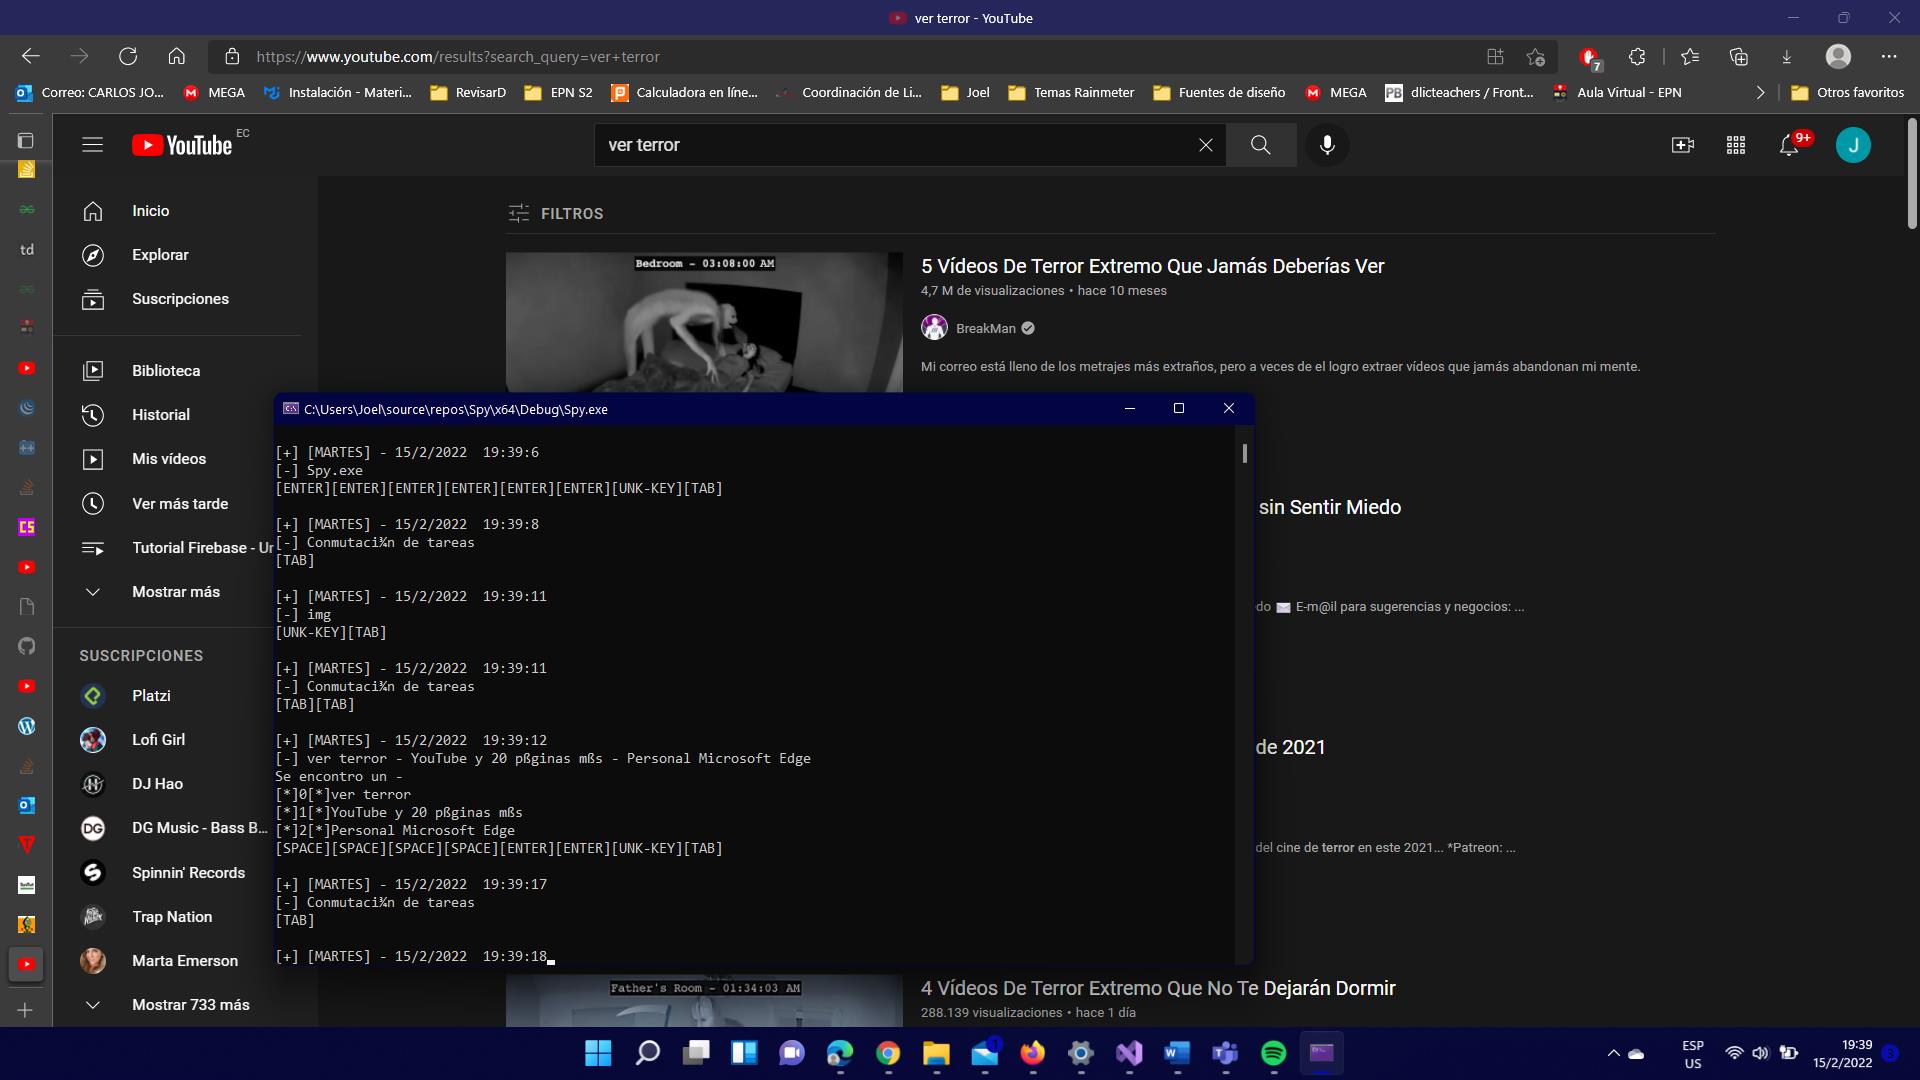 ver terror - YouTube
https://www.youtube.com/results?search_query=ver+terror
7
Correo: CARLOS JO...
MEGA
Instalación - Materi...
RevisarD
EPN S2
Calculadora en líne...
Coordinación de Li...
Joel
Temas Rainmeter
Fuentes de diseño
MEGA
PB
dlicteachers / Front...
Aula Virtual - EPN
Otros favoritos
YouTube
EC
ver terror
9+
J
td
CS
Inicio
Explorar
Suscripciones
Biblioteca
Historial
Mis vídeos
Ver más tarde
Tutorial Firebase - Ur
Mostrar más
SUSCRIPCIONES
Platzi
Lofi Girl
DJ Hao
DG
DG Music - Bass B...
Spinnin' Records
Trap Nation
Marta Emerson
Mostrar 733 más
FILTROS
Bedroom - 03:08:00 AM
5 Vídeos De Terror Extremo Que Jamás Deberías Ver
4,7 M de visualizaciones • hace 10 meses
BreakMan
Mi correo está lleno de los metrajes más extraños, pero a veces de el logro extraer vídeos que jamás abandonan mi mente.
C:\Users\Joel\source\repos\Spy\x64\Debug\Spy.exe
[+] [MARTES] - 15/2/2022  19:39:6
[-] Spy.exe
[ENTER][ENTER][ENTER][ENTER][ENTER][ENTER][UNK-KEY][TAB]
[+] [MARTES] - 15/2/2022  19:39:8
[-] Conmutaci¾n de tareas
[TAB]
[+] [MARTES] - 15/2/2022  19:39:11
[-] img
[UNK-KEY][TAB]
[+] [MARTES] - 15/2/2022  19:39:11
[-] Conmutaci¾n de tareas
[TAB][TAB]
[+] [MARTES] - 15/2/2022  19:39:12
[-] ver terror - YouTube y 20 pßginas mßs - Personal Microsoft Edge
Se encontro un -
[*]0[*]ver terror
[*]1[*]YouTube y 20 pßginas mßs
[*]2[*]Personal Microsoft Edge
[SPACE][SPACE][SPACE][SPACE][ENTER][ENTER][UNK-KEY][TAB]
[+] [MARTES] - 15/2/2022  19:39:17
[-] Conmutaci¾n de tareas
[TAB]
[+] [MARTES] - 15/2/2022  19:39:18
sin Sentir Miedo
do ✉ E-m@il para sugerencias y negocios: ...
de 2021
del cine de terror en este 2021... *Patreon: ...
Father's Room - 01:34:03 AM
4 Vídeos De Terror Extremo Que No Te Dejarán Dormir
288.139 visualizaciones • hace 1 día
ESP
US
19:39
15/2/2022
3